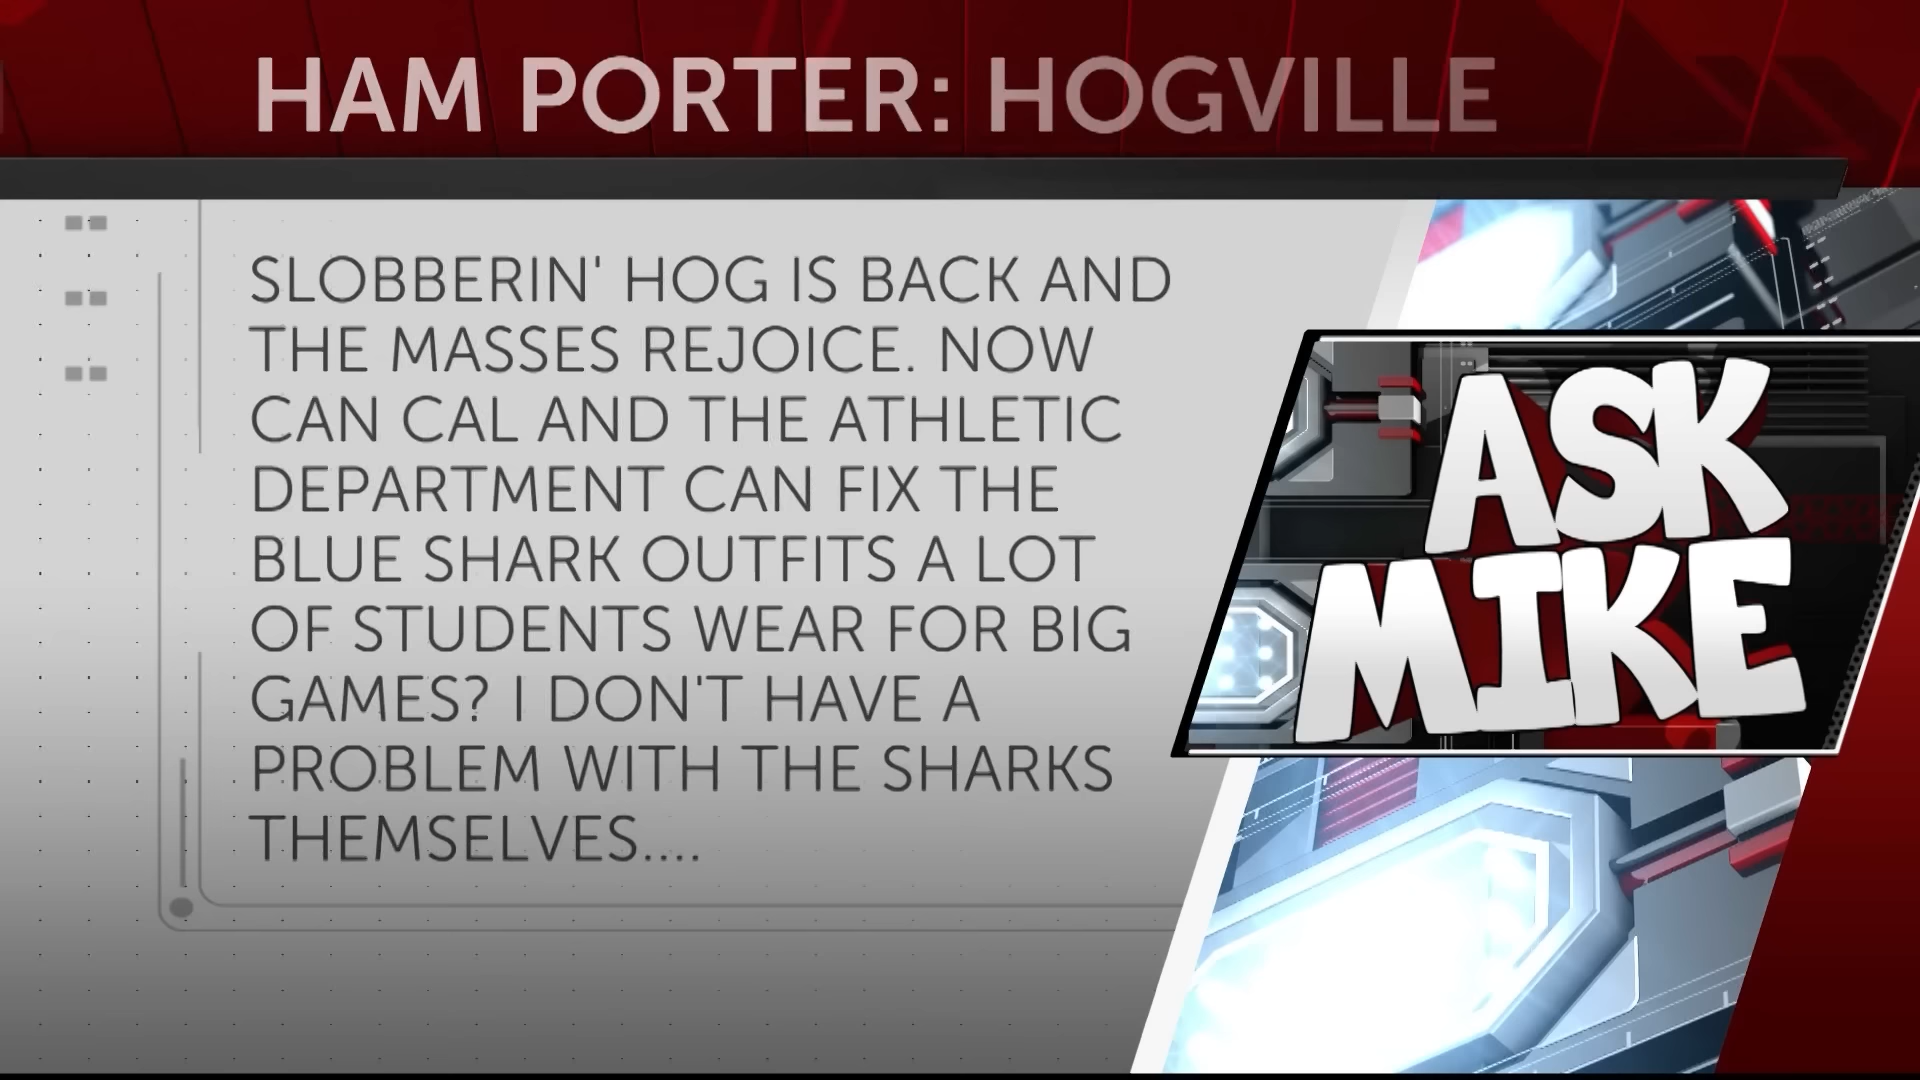 HAM PORTER: HOGVILLE
SLOBBERIN' HOG IS BACK AND
THE MASSES REJOICE. NOW
CAN CAL AND THE ATHLETIC
DEPARTMENT CAN FIX THE
BLUE SHARK OUTFITS A LOT
OF STUDENTS WEAR FOR BIG
GAMES? I DON'T HAVE A
PROBLEM WITH THE SHARKS
THEMSELVES....
ASK
MIKE